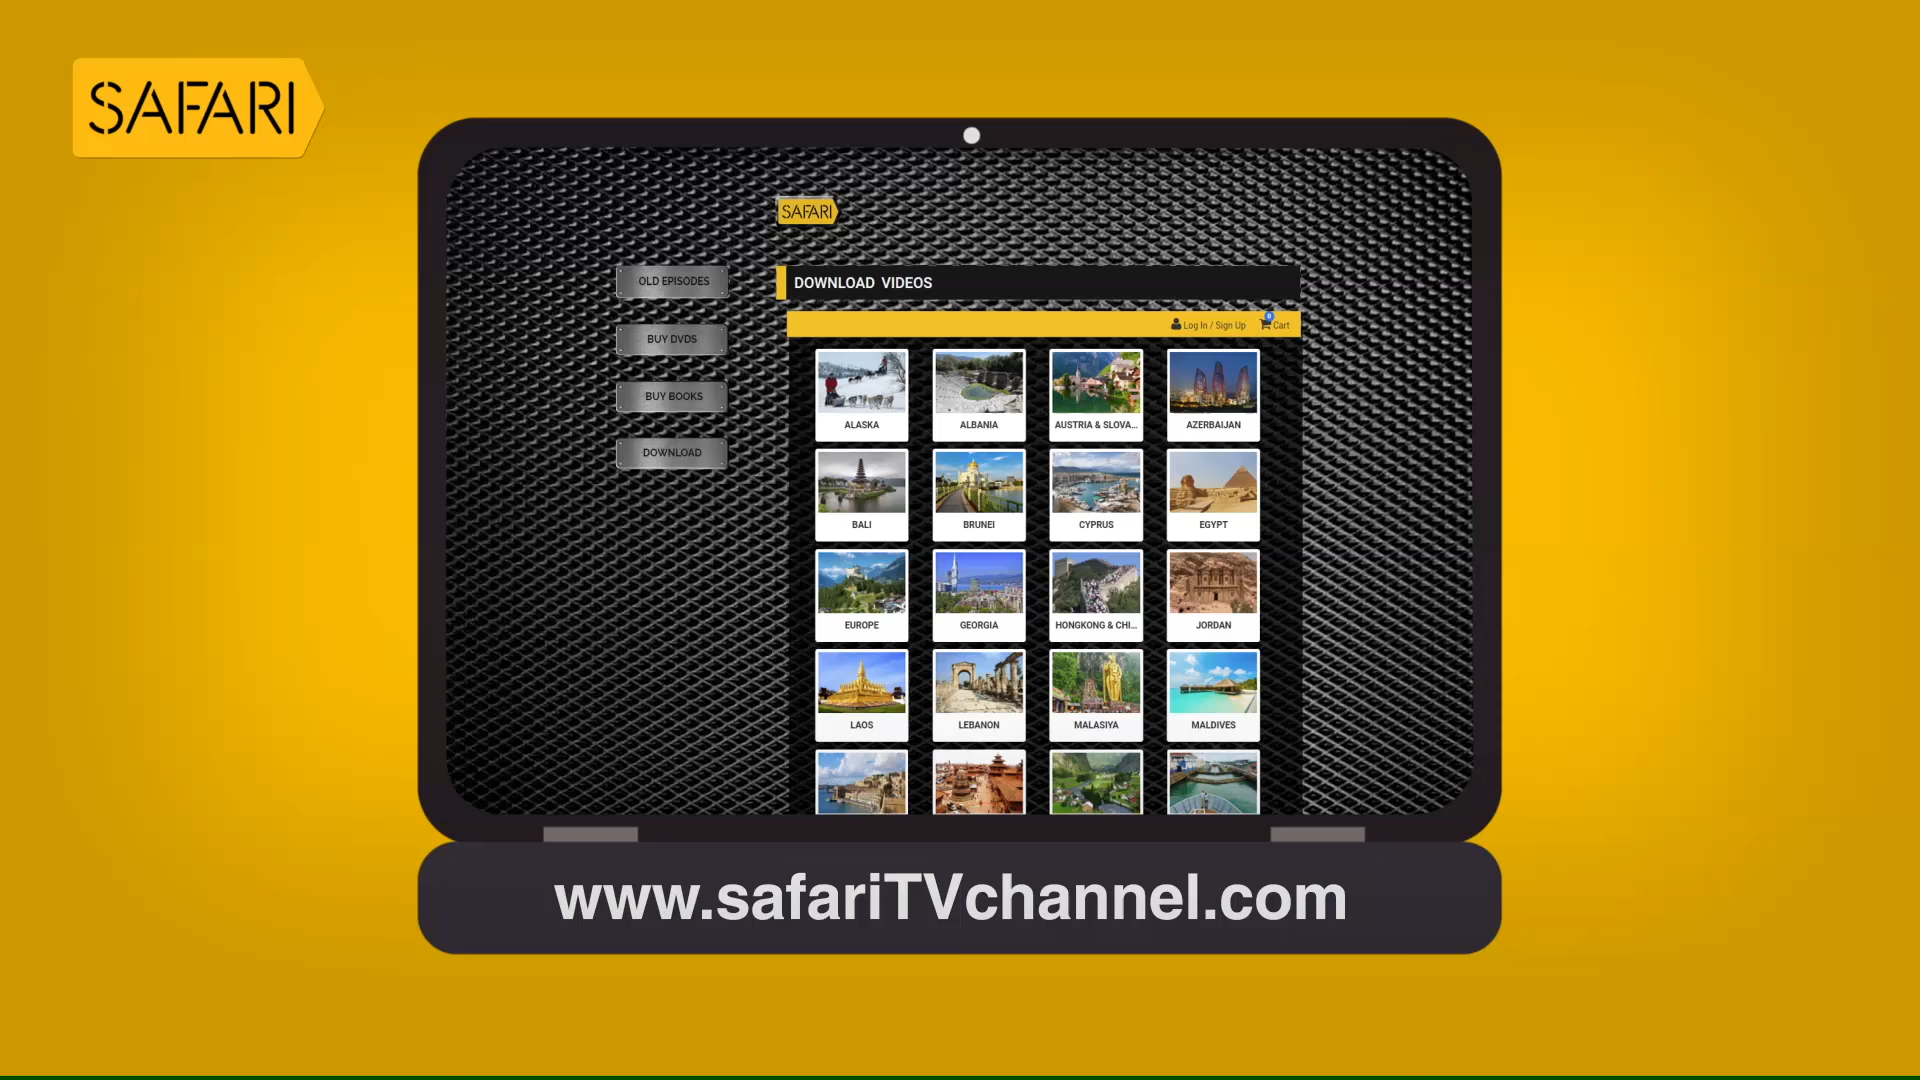 SAFARI
SAFARI
OLD EPISODES
BUY DVDS
BUY BOOKS
DOWNLOAD
DOWNLOAD VIDEOS
Log In / Sign Up
0
Cart
ALASKA
ALBANIA
AUSTRIA & SLOVA...
AZERBAIJAN
BALI
BRUNEI
CYPRUS
EGYPT
EUROPE
GEORGIA
HONGKONG & CHI...
JORDAN
LAOS
LEBANON
MALASIYA
MALDIVES
www.safariTVchannel.com